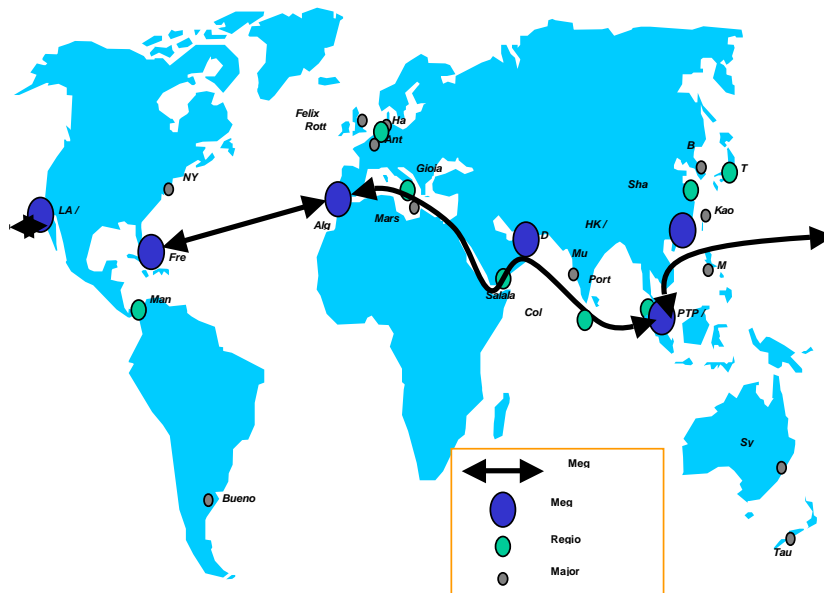 Felix
Ha
Rott
Ant
B
T
NY
Gioia
Sha
LA /
Mars
Kao
Alg
D
HK /
Fre
Mu
M
Port
Man
Salala
Col
PTP /
Sy
Meg
Bueno
Meg
Regio
Tau
Major